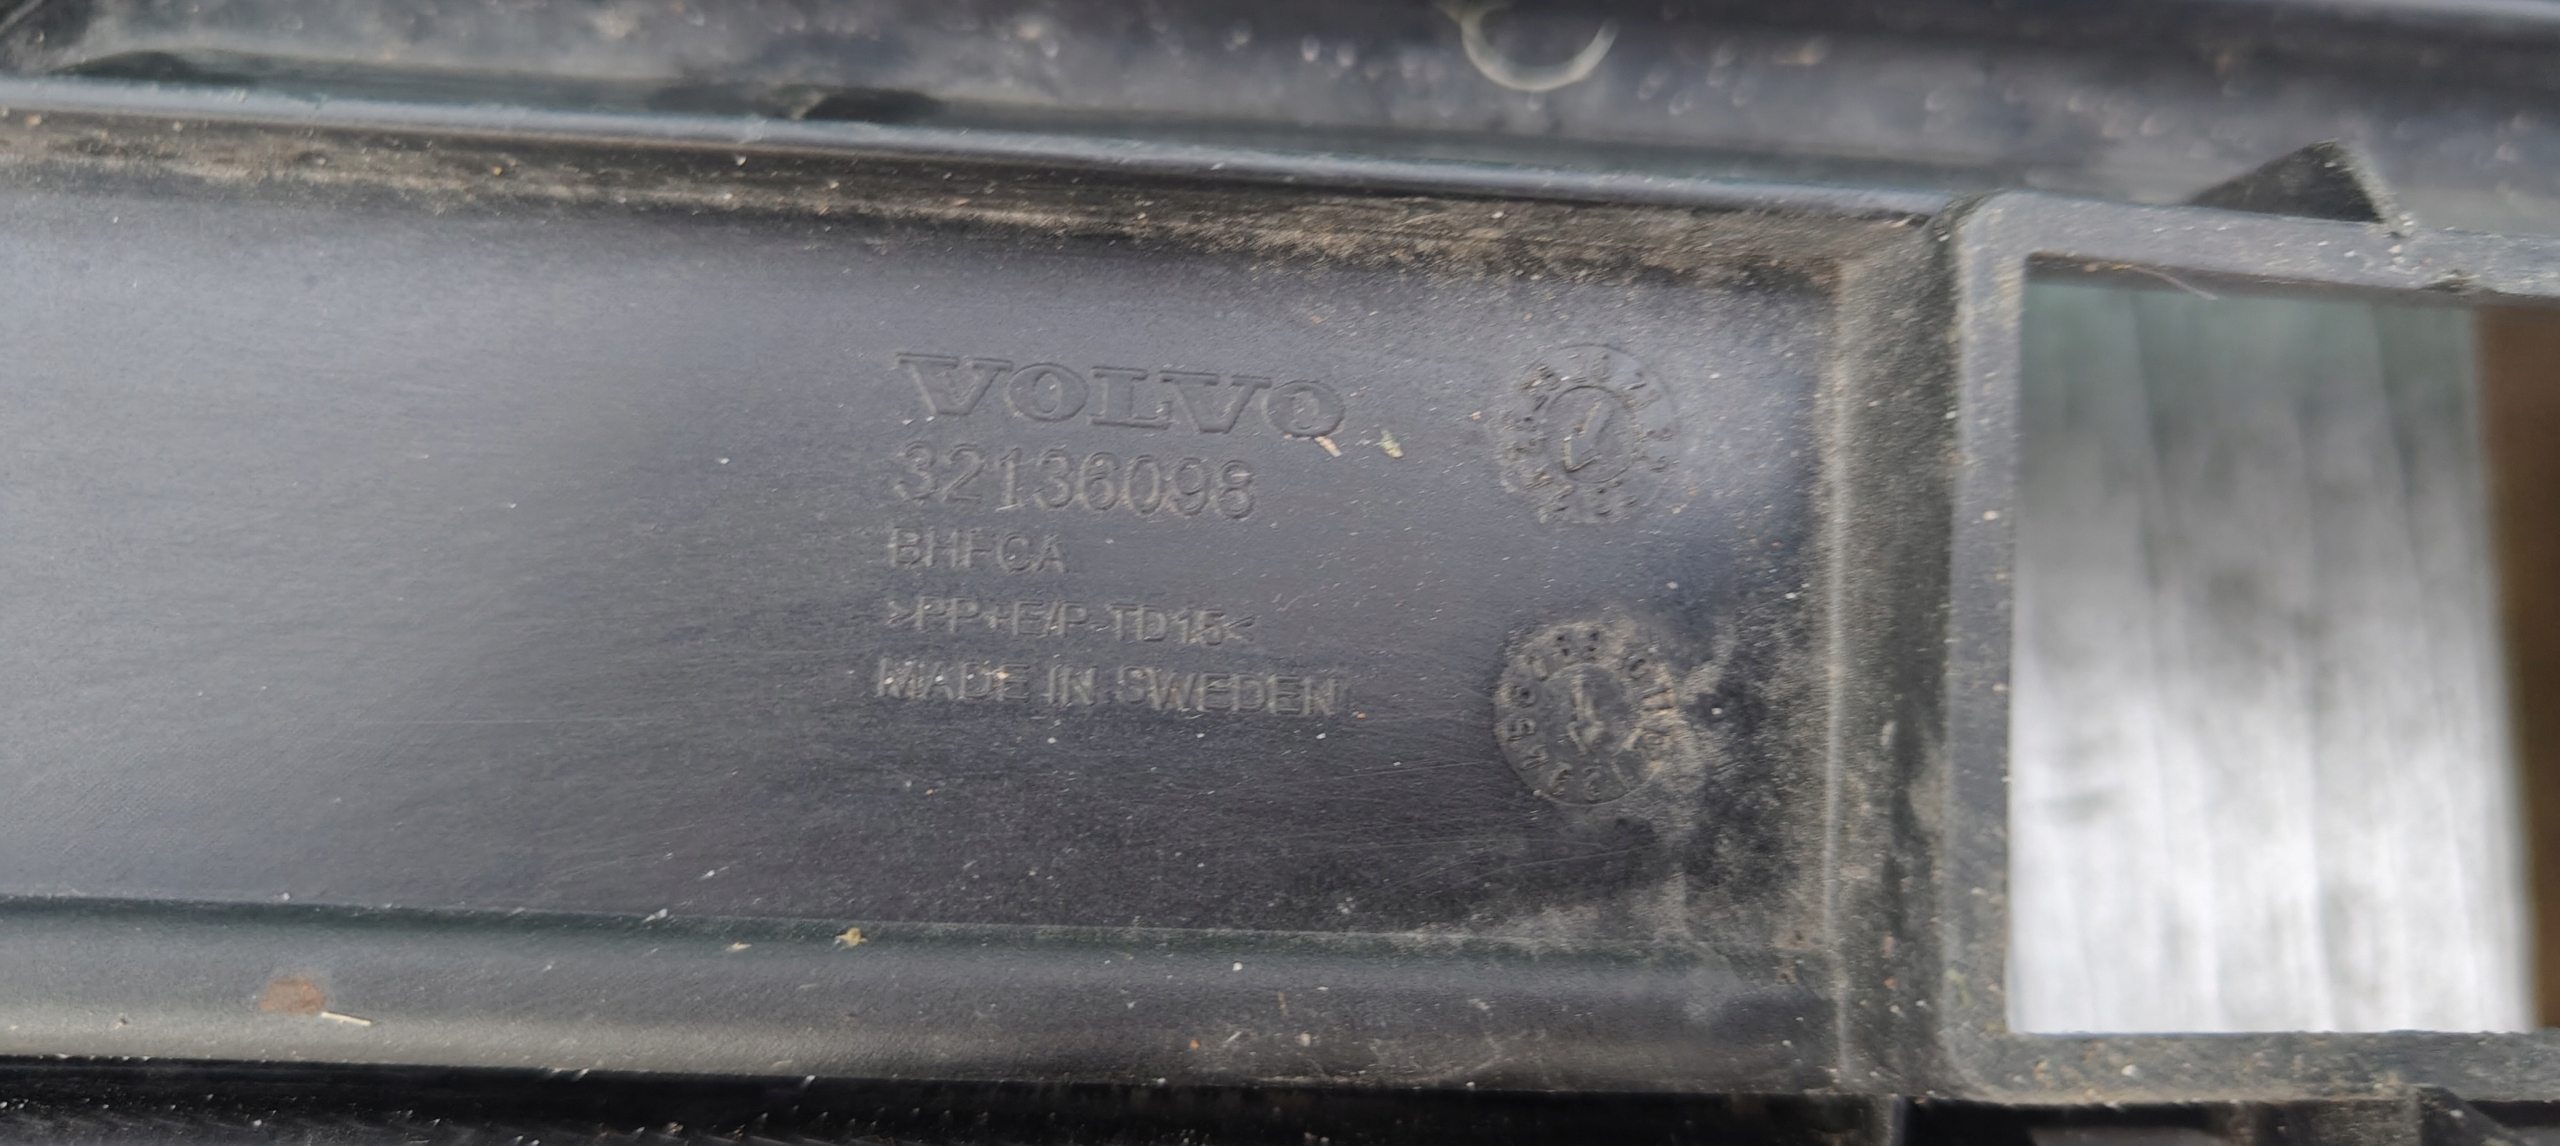 VOLVO
32136098
BHFCA
>PP+E/P-TD15<
MADE IN SWEDEN